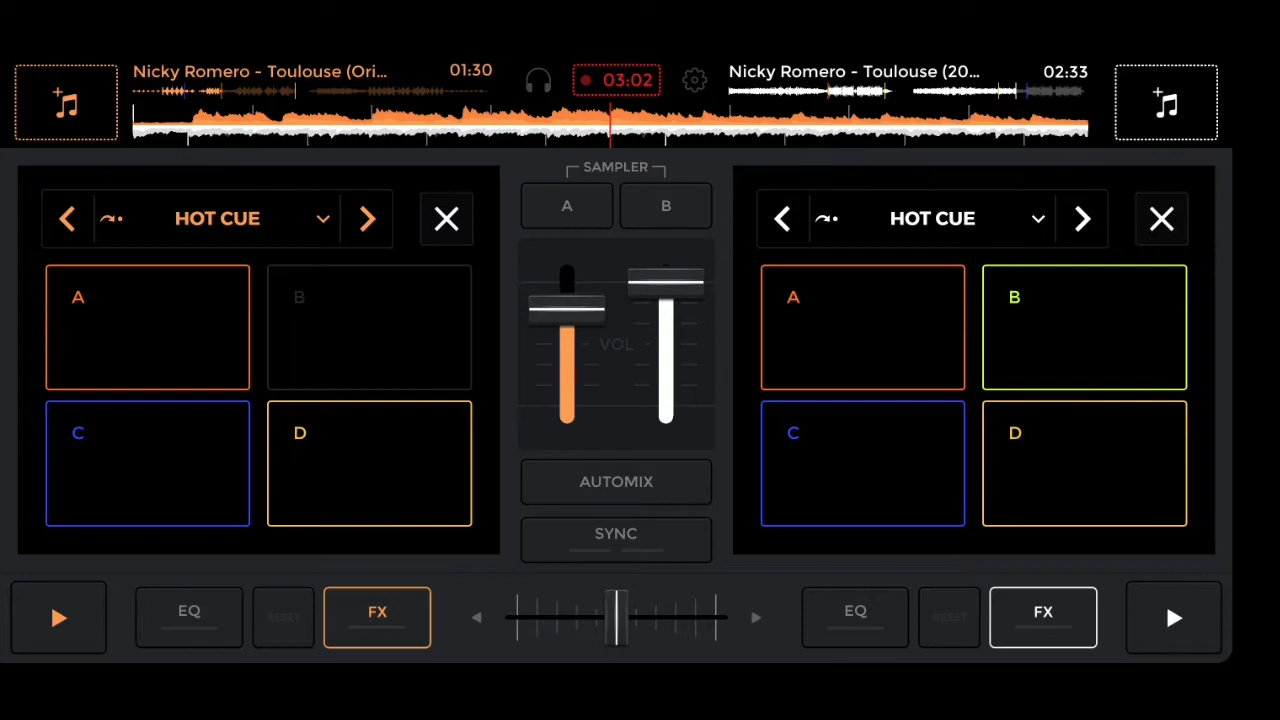 Nicky Romero - Toulouse (Ori...
01:30
03:02
Nicky Romero - Toulouse (20...
02:33
SAMPLER
A
B
HOT CUE
HOT CUE
A
B
C
D
VOL
A
B
C
D
AUTOMIX
SYNC
EQ
RESET
FX
EQ
RESET
FX